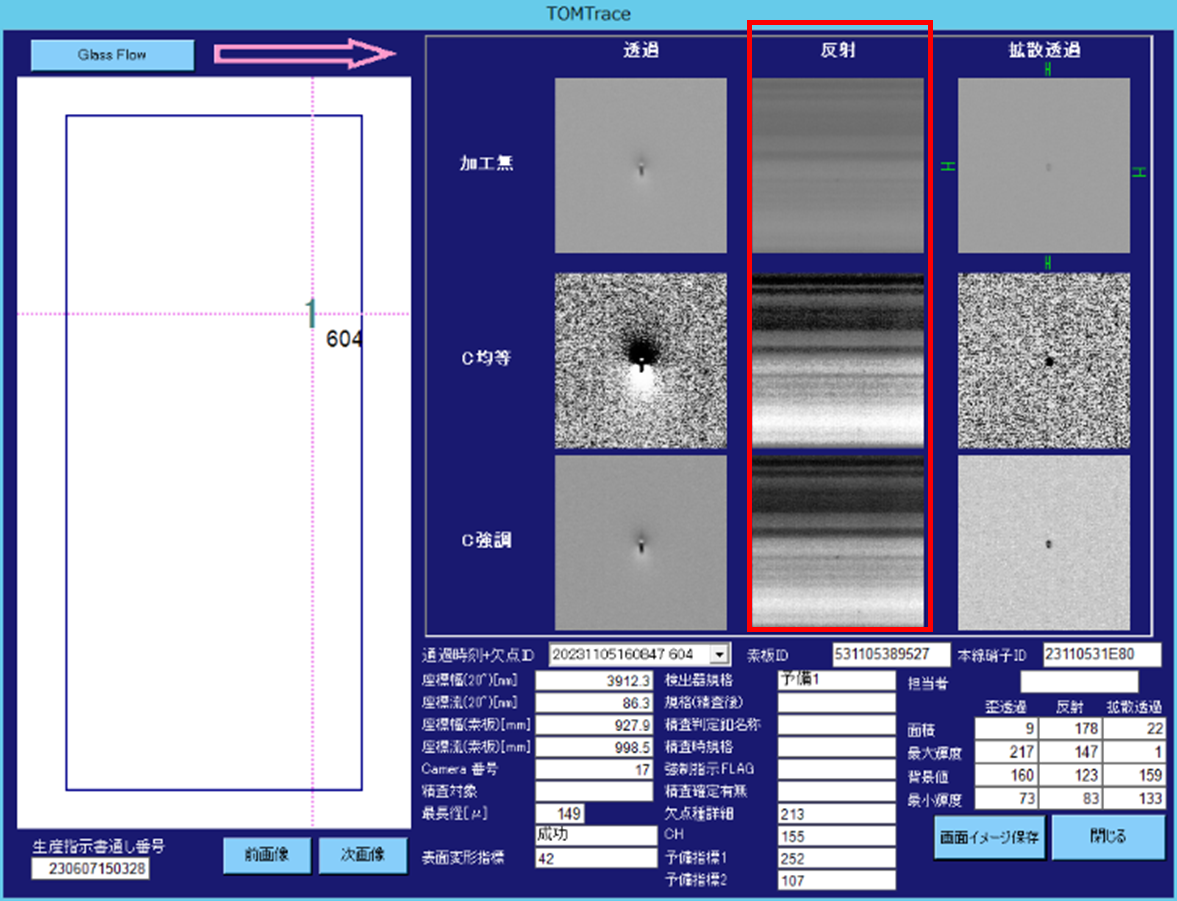 TOMTrace
Glass Flow
透過 反射 拡散透過
加工無
C均等
C強調
1
604
通過時刻+欠点ID 20231105160847 604 素板ID 531105389527 本線硝子ID 23110531E80
座標幅(20")[mm] 3912.3 検出器規格 予備1 担当者
座標流(20")[mm] 86.3 規格(積査後)
歪透過 反射 拡散透過
座標幅(素板)[mm] 927.9 積査判定卸名称
面積 9 178 22
座標流(素板)[mm] 998.5 積査時規格
最大輝度 217 147 1
Camera 番号 17 強制指示FLAG
背景値 160 123 159
積査対象 積査確定有無
最小輝度 73 83 133
最長径[μ] 149 欠点種詳細 213
成功 CH 155
表面変形指標 42 予備指標1 252
予備指標2 107
生産指示書通し番号
230607150328
前画像 次画像
画面イメージ保存 閉じる